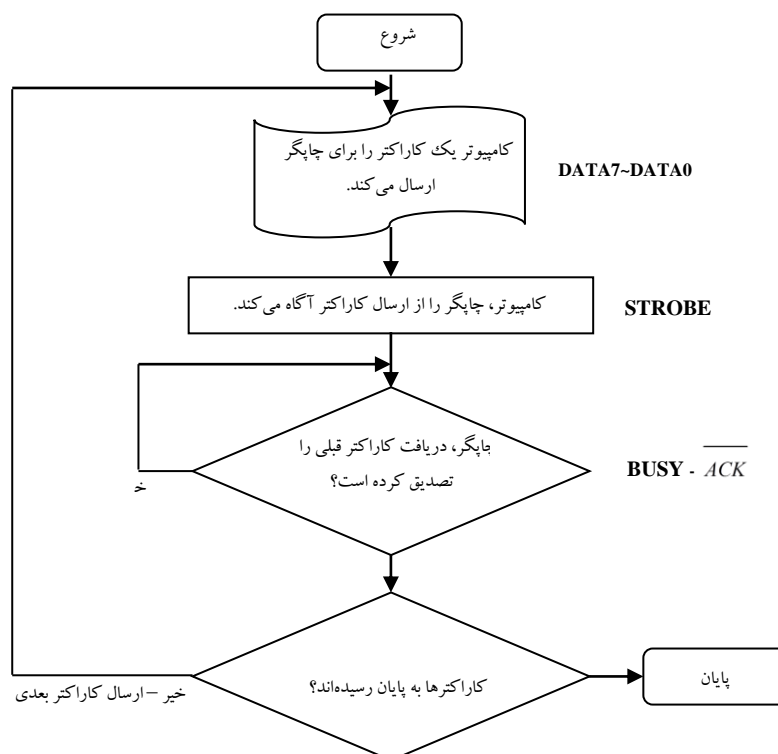 شروع
کامپیوتر یک کاراکتر را برای چاپگر
ارسال می‌کند.
DATA7~DATA0
کامپیوتر، چاپگر را از ارسال کاراکتر آگاه می‌کند.
STROBE
چاپگر، دریافت کاراکتر قبلی را
تصدیق کرده است؟
BUSY - A̅C̅K̅
خ
کاراکترها به پایان رسیده‌اند؟
پایان
خیر – ارسال کاراکتر بعدی